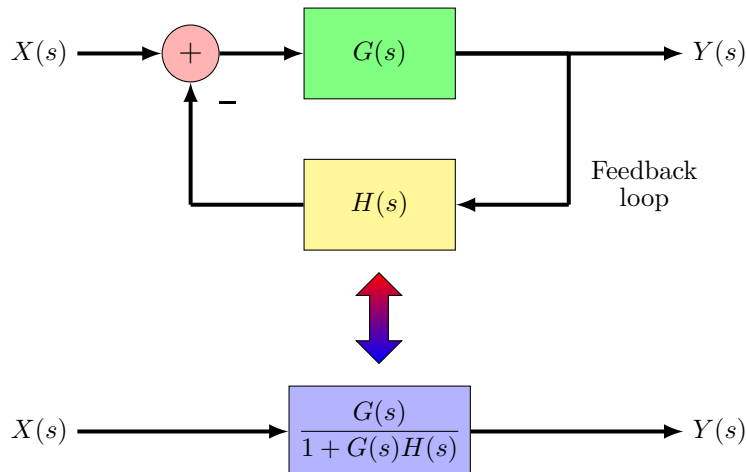 X(s) + G(s) Y(s)
−
H(s)
Feedback
loop
X(s) G(s) Y(s)
1 + G(s)H(s)